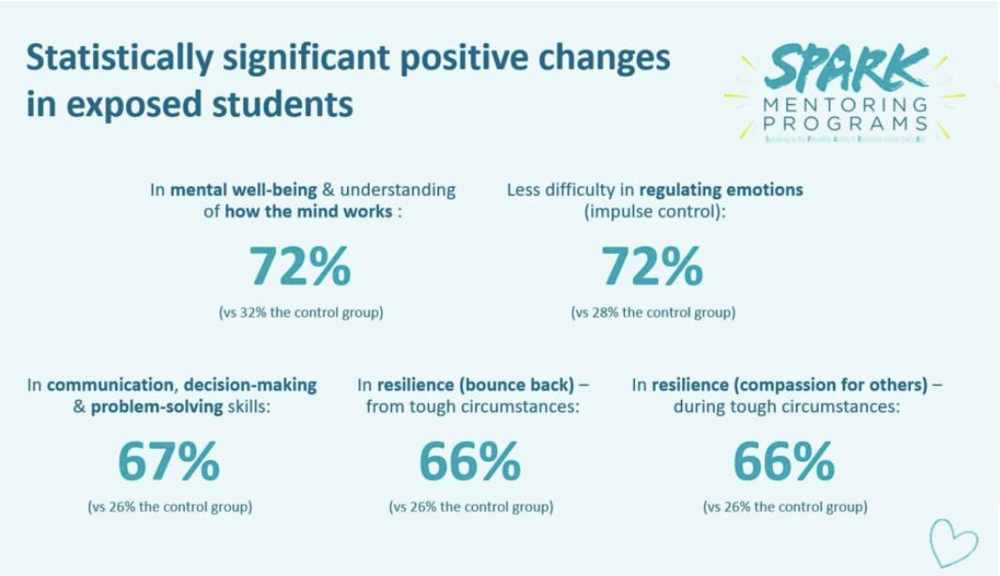 Statistically significant positive changes
in exposed students
SPARK
MENTORING
PROGRAMS
Speaking to the Potential, Ability & Resilience inside Every Kid
In mental well-being & understanding
of how the mind works :
72%
(vs 32% the control group)
Less difficulty in regulating emotions
(impulse control):
72%
(vs 28% the control group)
In communication, decision-making
& problem-solving skills:
67%
(vs 26% the control group)
In resilience (bounce back) –
from tough circumstances:
66%
(vs 26% the control group)
In resilience (compassion for others) –
during tough circumstances:
66%
(vs 26% the control group)